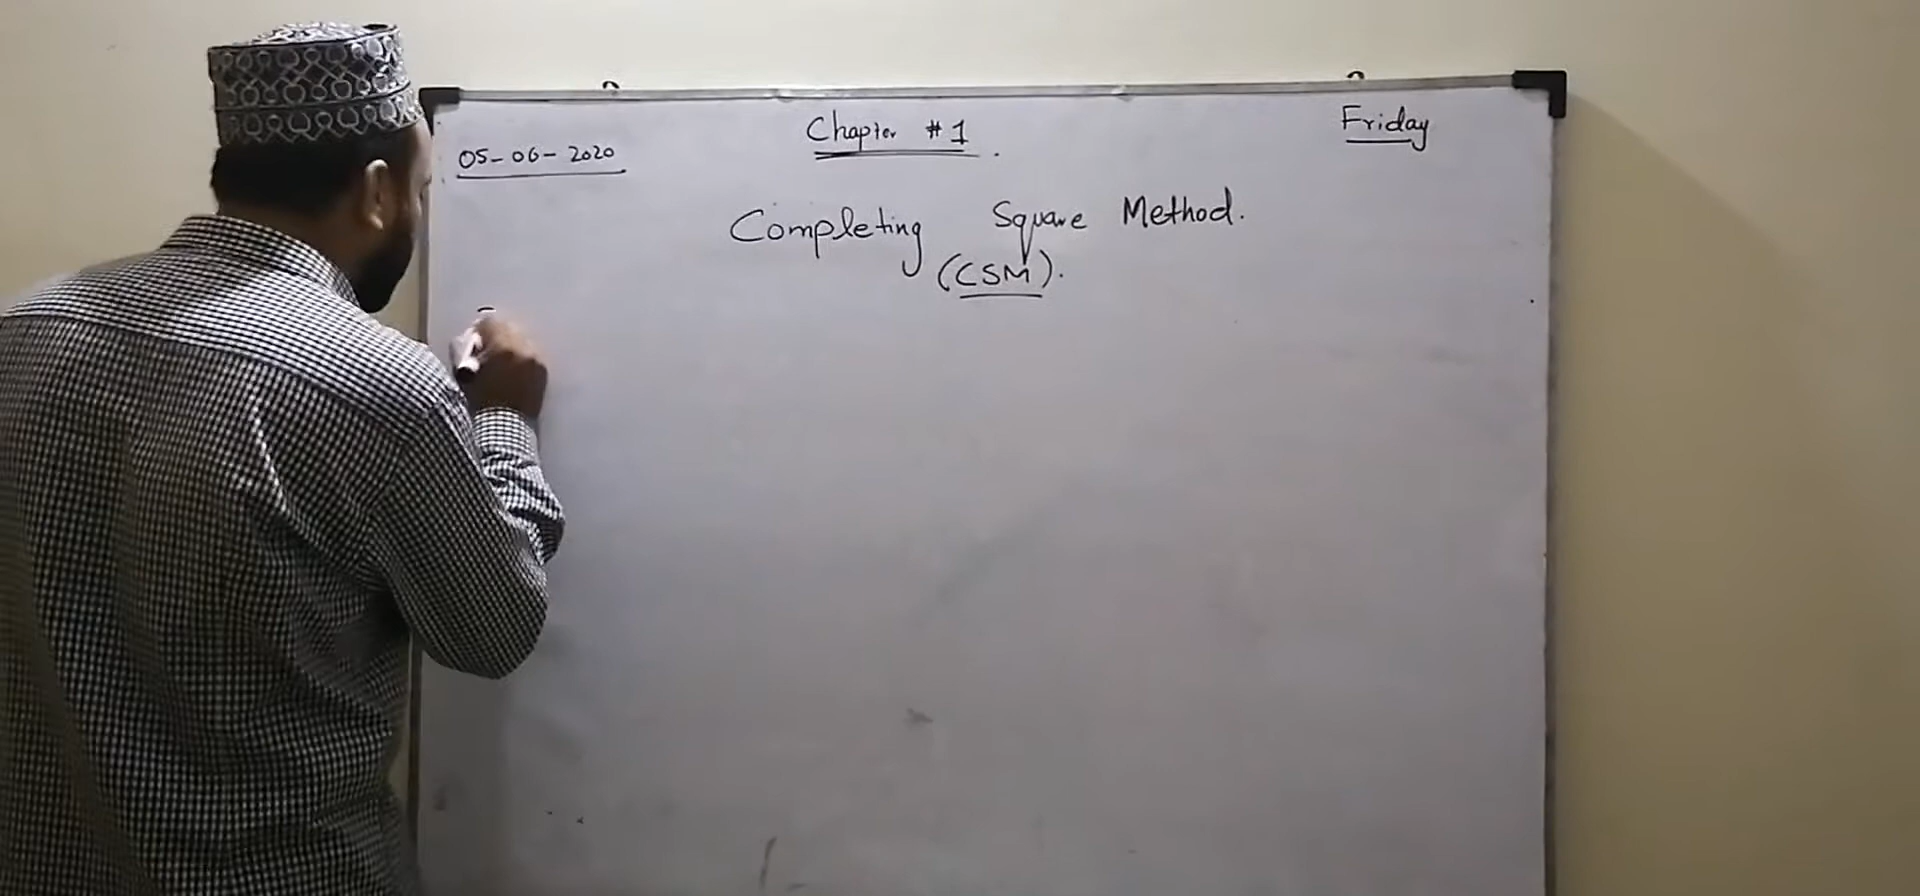 Chapter #1
Friday
05-06-2020
Completing Square Method.
(CSM).